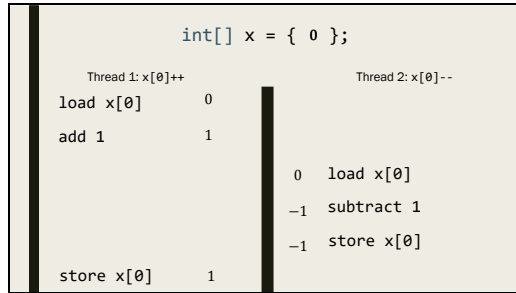 int[] x = { 0 };
Thread 1: x[0]++
Thread 2: x[0]--
load x[0] 0
add 1 1
0 load x[0]
−1 subtract 1
−1 store x[0]
store x[0] 1